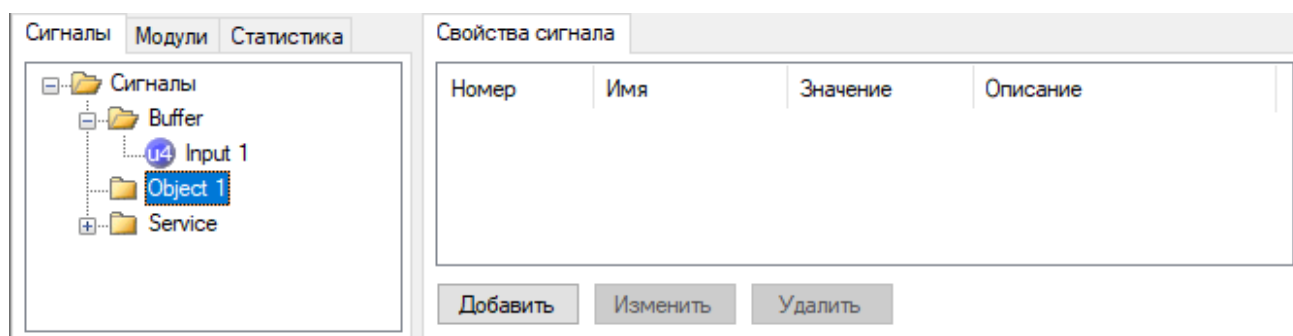 Сигналы Модули Статистика
Сигналы
Buffer
u4 Input 1
Object 1
Service
Свойства сигнала
Номер Имя Значение Описание
Добавить Изменить Удалить